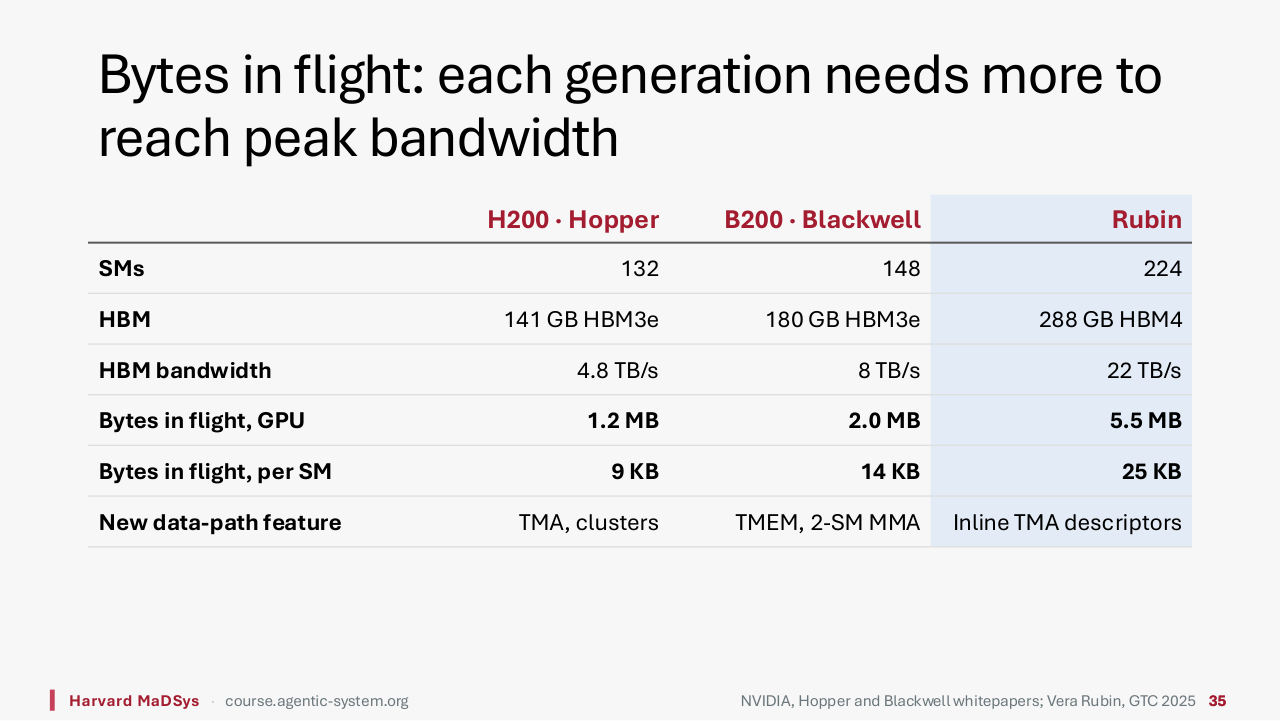 Bytes in flight: each generation needs more to
reach peak bandwidth
H200 · Hopper B200 · Blackwell Rubin
SMs 132 148 224
HBM 141 GB HBM3e 180 GB HBM3e 288 GB HBM4
HBM bandwidth 4.8 TB/s 8 TB/s 22 TB/s
Bytes in flight, GPU 1.2 MB 2.0 MB 5.5 MB
Bytes in flight, per SM 9 KB 14 KB 25 KB
New data-path feature TMA, clusters TMEM, 2-SM MMA Inline TMA descriptors
Harvard MaDSys · course.agentic-system.org NVIDIA, Hopper and Blackwell whitepapers; Vera Rubin, GTC 2025 35